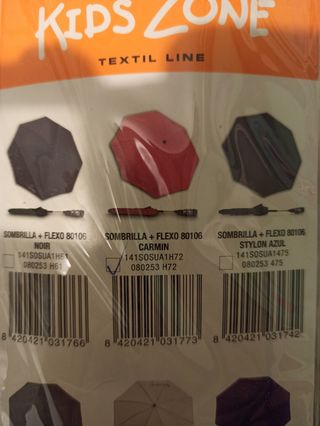 KIDS ZONE
TEXTIL LINE
SOMBRILLA + FLEXO 80106
NOIR
141SOSUA1H61
080253 H61
8 420421 031766
SOMBRILLA + FLEXO 80106
CARMIN
141SOSUA1H72
080253 H72
8 420421 031773
SOMBRILLA + FLEXO 80106
STYLON AZUL
141SOSUA1475
080253 475
8 420421 031742